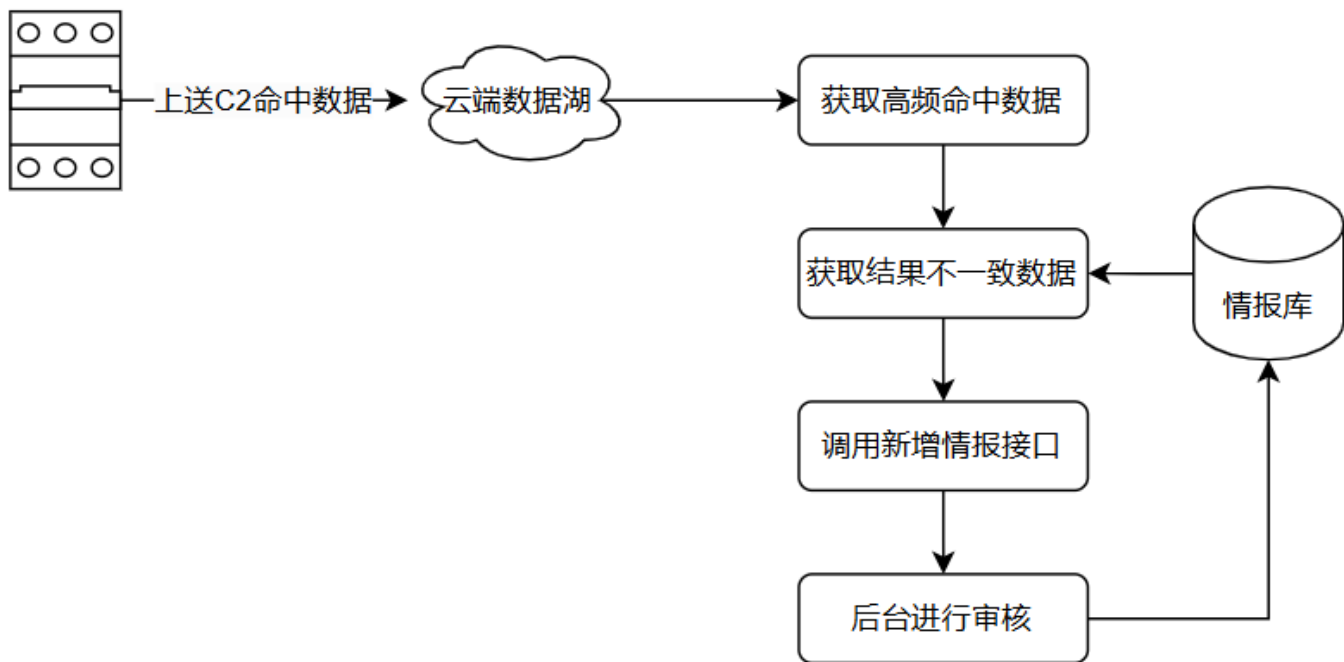 上送C2命中数据
云端数据湖
获取高频命中数据
获取结果不一致数据
情报库
调用新增情报接口
后台进行审核